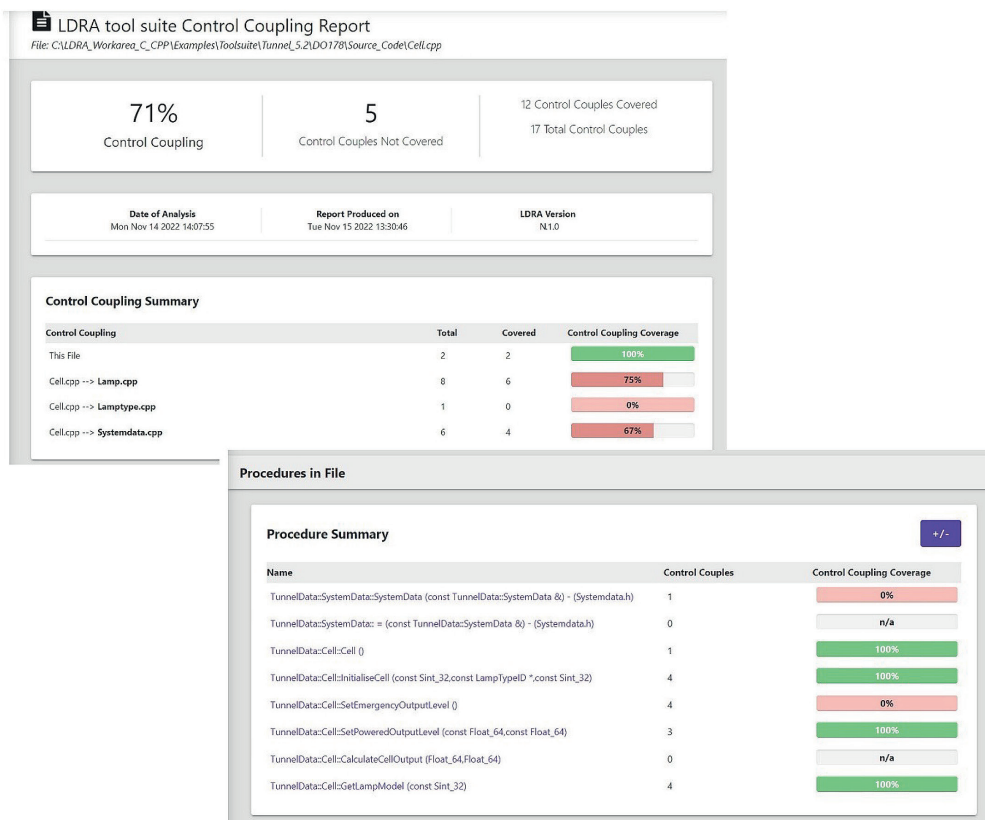 LDRA tool suite Control Coupling Report
File: C:\LDRA_Workarea_C_CPP\Examples\Toolsuite\Tunnel_5.2\DO178\Source_Code\Cell.cpp
71%
Control Coupling
5
Control Couples Not Covered
12 Control Couples Covered
17 Total Control Couples
Date of Analysis
Mon Nov 14 2022 14:07:55
Report Produced on
Tue Nov 15 2022 13:30:46
LDRA Version
N.1.0
Control Coupling Summary
Control Coupling Total Covered Control Coupling Coverage
This File 2 2 100%
Cell.cpp --> Lamp.cpp 8 6 75%
Cell.cpp --> Lamptype.cpp 1 0 0%
Cell.cpp --> Systemdata.cpp 6 4 67%
Procedures in File
Procedure Summary +/-
Name Control Couples Control Coupling Coverage
TunnelData::SystemData::SystemData (const TunnelData::SystemData &) - (Systemdata.h) 1 0%
TunnelData::SystemData:: = (const TunnelData::SystemData &) - (Systemdata.h) 0 n/a
TunnelData::Cell::Cell () 1 100%
TunnelData::Cell::InitialiseCell (const Sint_32,const LampTypeID *,const Sint_32) 4 100%
TunnelData::Cell::SetEmergencyOutputLevel () 4 0%
TunnelData::Cell::SetPoweredOutputLevel (const Float_64,const Float_64) 3 100%
TunnelData::Cell::CalculateCellOutput (Float_64,Float_64) 0 n/a
TunnelData::Cell::GetLampModel (const Sint_32) 4 100%